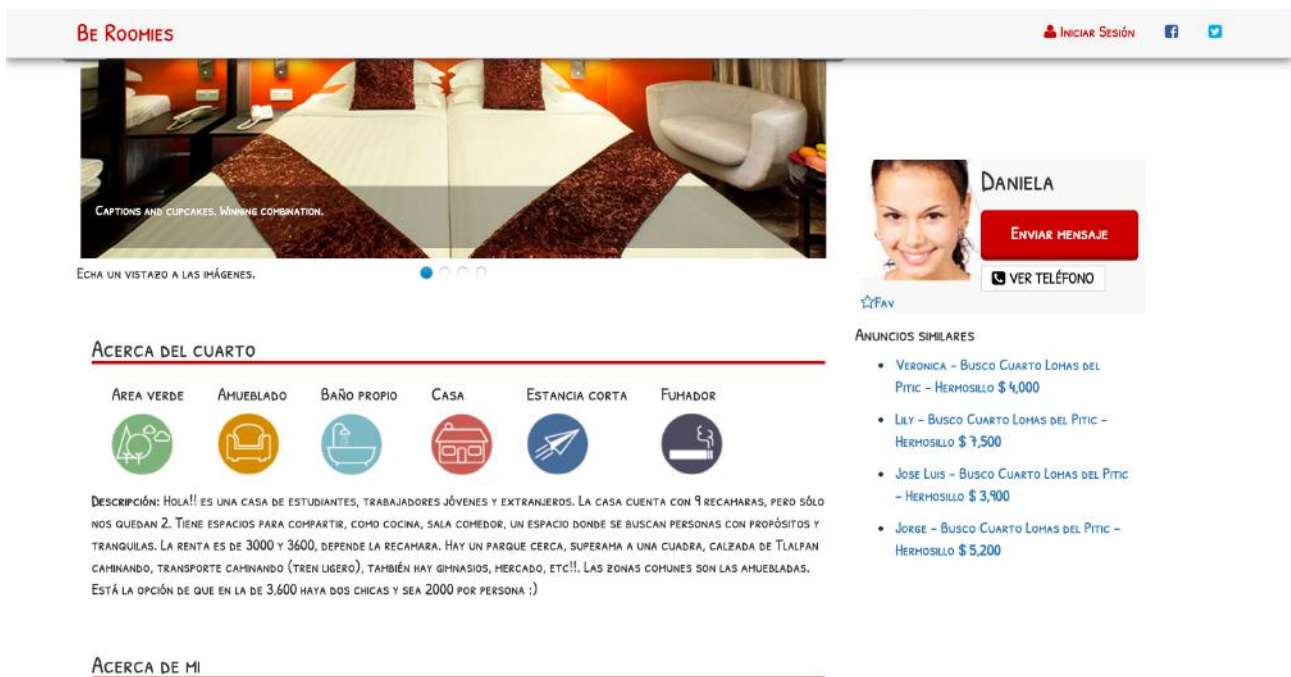 Be Roomies
Iniciar Sesión
Captions and cupcakes. Winning combination.
Echa un vistazo a las imágenes.
Daniela
Enviar mensaje
VER TELÉFONO
Fav
Acerca del cuarto
Area verde Amueblado Baño propio Casa Estancia corta Fumador
Descripción: Hola!! es una casa de estudiantes, trabajadores jóvenes y extranjeros. La casa cuenta con 9 recamaras, pero sólo
nos quedan 2. Tiene espacios para compartir, como cocina, sala comedor, un espacio donde se buscan personas con propósitos y
tranquilas. La renta es de 3000 y 3600, depende la recamara. Hay un parque cerca, superama a una cuadra, calzada de Tlalpan
caminando, transporte caminando (tren ligero), también hay gimnasios, mercado, etc!!. Las zonas comunes son las amuebladas.
Está la opción de que en la de 3,600 haya dos chicas y sea 2000 por persona :)
Anuncios similares
Veronica – Busco Cuarto Lomas del
Pitic – Hermosillo $ 4,000
Lily – Busco Cuarto Lomas del Pitic –
Hermosillo $ 7,500
Jose Luis – Busco Cuarto Lomas del Pitic
– Hermosillo $ 3,900
Jorge – Busco Cuarto Lomas del Pitic –
Hermosillo $ 5,200
Acerca de mi